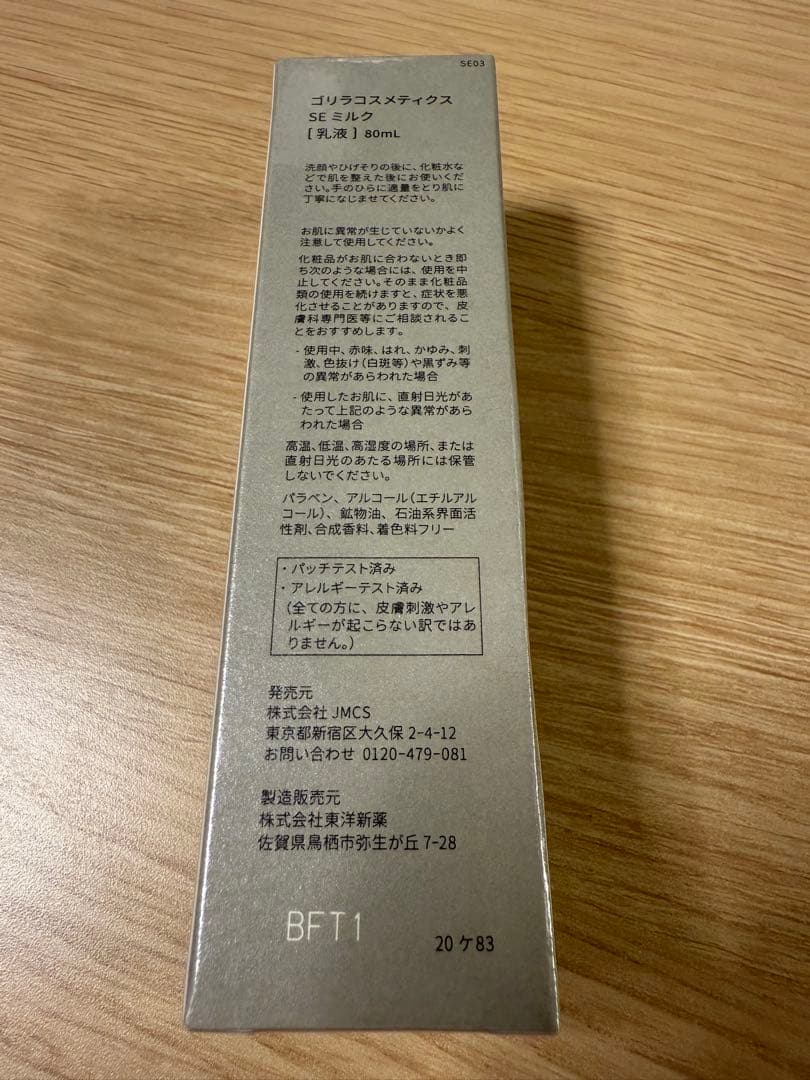 SE03
ゴリラコスメティクス
SE ミルク
[ 乳液 ] 80mL
洗顔やひげそりの後に、化粧水な
どで肌を整えた後にお使いくだ
さい。手のひらに適量をとり肌に
丁寧になじませてください。
お肌に異常が生じていないかよく
注意して使用してください。
化粧品がお肌に合わないとき即
ち次のような場合には、使用を中
止してください。そのまま化粧品
類の使用を続けますと、症状を悪
化させることがありますので、皮
膚科専門医等にご相談されるこ
とをおすすめします。
- 使用中、赤味、はれ、かゆみ、刺
激、色抜け(白斑等)や黒ずみ等
の異常があらわれた場合
- 使用したお肌に、直射日光があ
たって上記のような異常があら
われた場合
高温、低温、高湿度の場所、または
直射日光のあたる場所には保管
しないでください。
パラベン、アルコール(エチルアル
コール)、鉱物油、石油系界面活
性剤、合成香料、着色料フリー
・パッチテスト済み
・アレルギーテスト済み
(全ての方に、皮膚刺激やアレ
ルギーが起こらない訳ではあ
りません。)
発売元
株式会社 JMCS
東京都新宿区大久保 2-4-12
お問い合わせ 0120-479-081
製造販売元
株式会社東洋新薬
佐賀県鳥栖市弥生が丘 7-28
BFT1
20 ケ 83